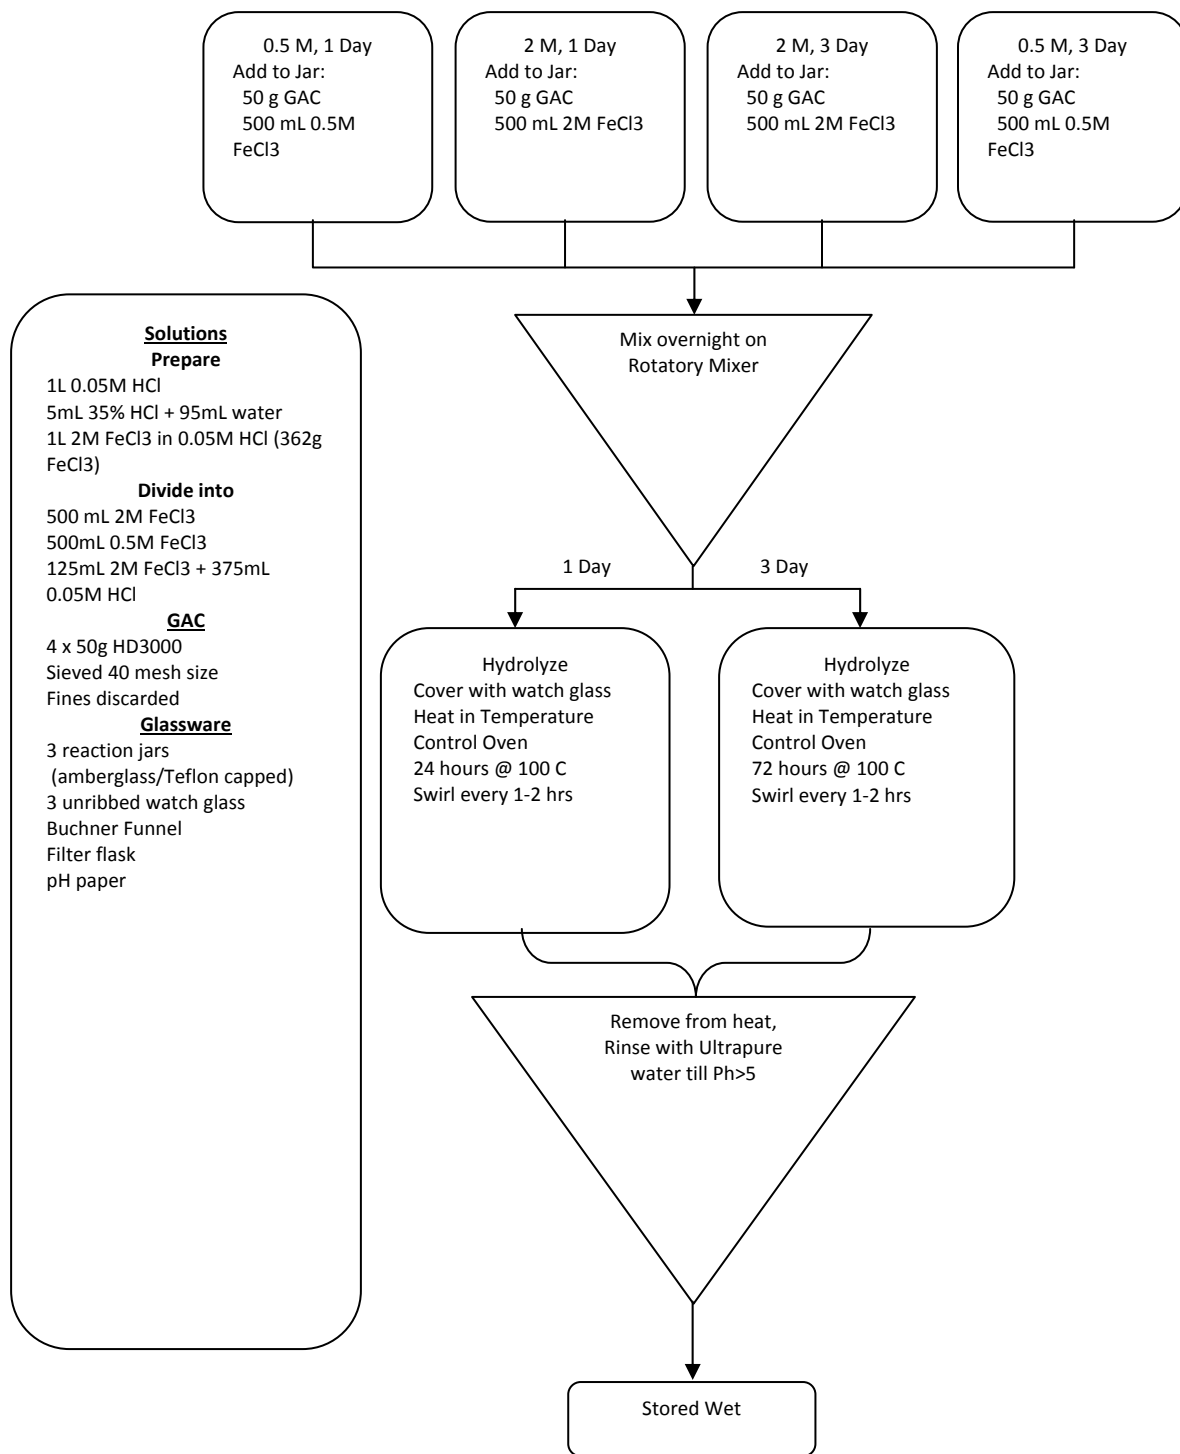 0.5 M, 1 Day
Add to Jar:
50 g GAC
500 mL 0.5M
FeCl3
2 M, 1 Day
Add to Jar:
50 g GAC
500 mL 2M FeCl3
2 M, 3 Day
Add to Jar:
50 g GAC
500 mL 2M FeCl3
0.5 M, 3 Day
Add to Jar:
50 g GAC
500 mL 0.5M
FeCl3
Solutions
Prepare
1L 0.05M HCl
5mL 35% HCl + 95mL water
1L 2M FeCl3 in 0.05M HCl (362g
FeCl3)
Divide into
500 mL 2M FeCl3
500mL 0.5M FeCl3
125mL 2M FeCl3 + 375mL
0.05M HCl
GAC
4 x 50g HD3000
Sieved 40 mesh size
Fines discarded
Glassware
3 reaction jars
(amberglass/Teflon capped)
3 unribbed watch glass
Buchner Funnel
Filter flask
pH paper
Mix overnight on
Rotatory Mixer
1 Day
3 Day
Hydrolyze
Cover with watch glass
Heat in Temperature
Control Oven
24 hours @ 100 C
Swirl every 1-2 hrs
Hydrolyze
Cover with watch glass
Heat in Temperature
Control Oven
72 hours @ 100 C
Swirl every 1-2 hrs
Remove from heat,
Rinse with Ultrapure
water till Ph>5
Stored Wet